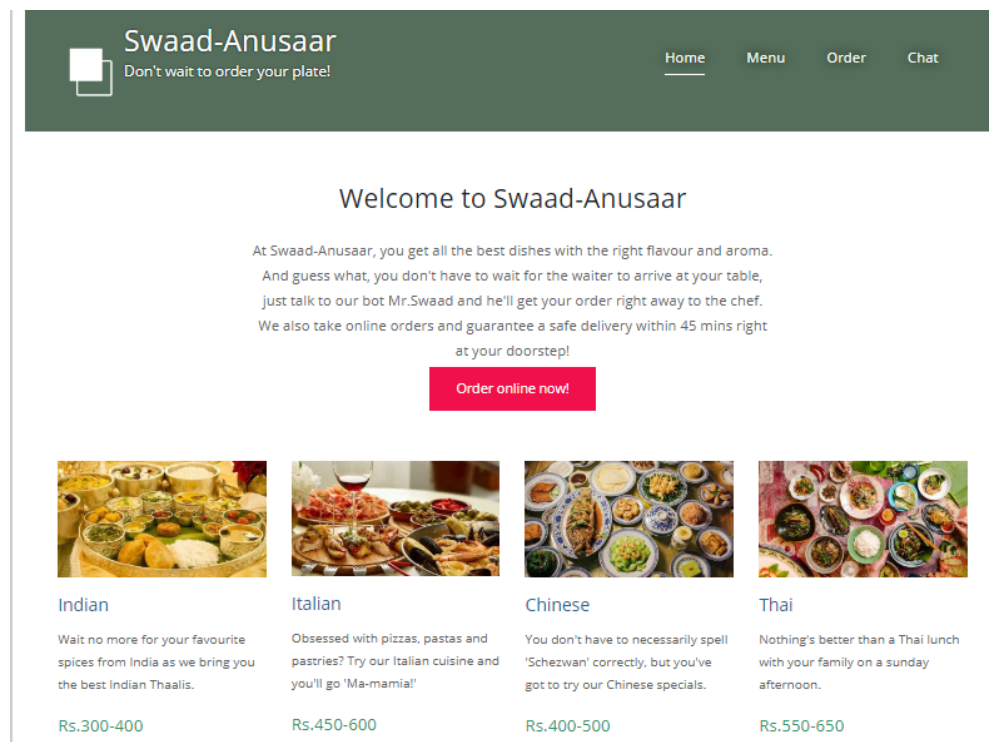 Swaad-Anusaar
Don't wait to order your plate!
Home Menu Order Chat
Welcome to Swaad-Anusaar
At Swaad-Anusaar, you get all the best dishes with the right flavour and aroma.
And guess what, you don't have to wait for the waiter to arrive at your table,
just talk to our bot Mr.Swaad and he'll get your order right away to the chef.
We also take online orders and guarantee a safe delivery within 45 mins right
at your doorstep!
Order online now!
Indian
Wait no more for your favourite
spices from India as we bring you
the best Indian Thaalis.
Rs.300-400
Italian
Obsessed with pizzas, pastas and
pastries? Try our Italian cuisine and
you'll go 'Ma-mamia!'
Rs.450-600
Chinese
You don't have to necessarily spell
'Schezwan' correctly, but you've
got to try our Chinese specials.
Rs.400-500
Thai
Nothing's better than a Thai lunch
with your family on a sunday
afternoon.
Rs.550-650